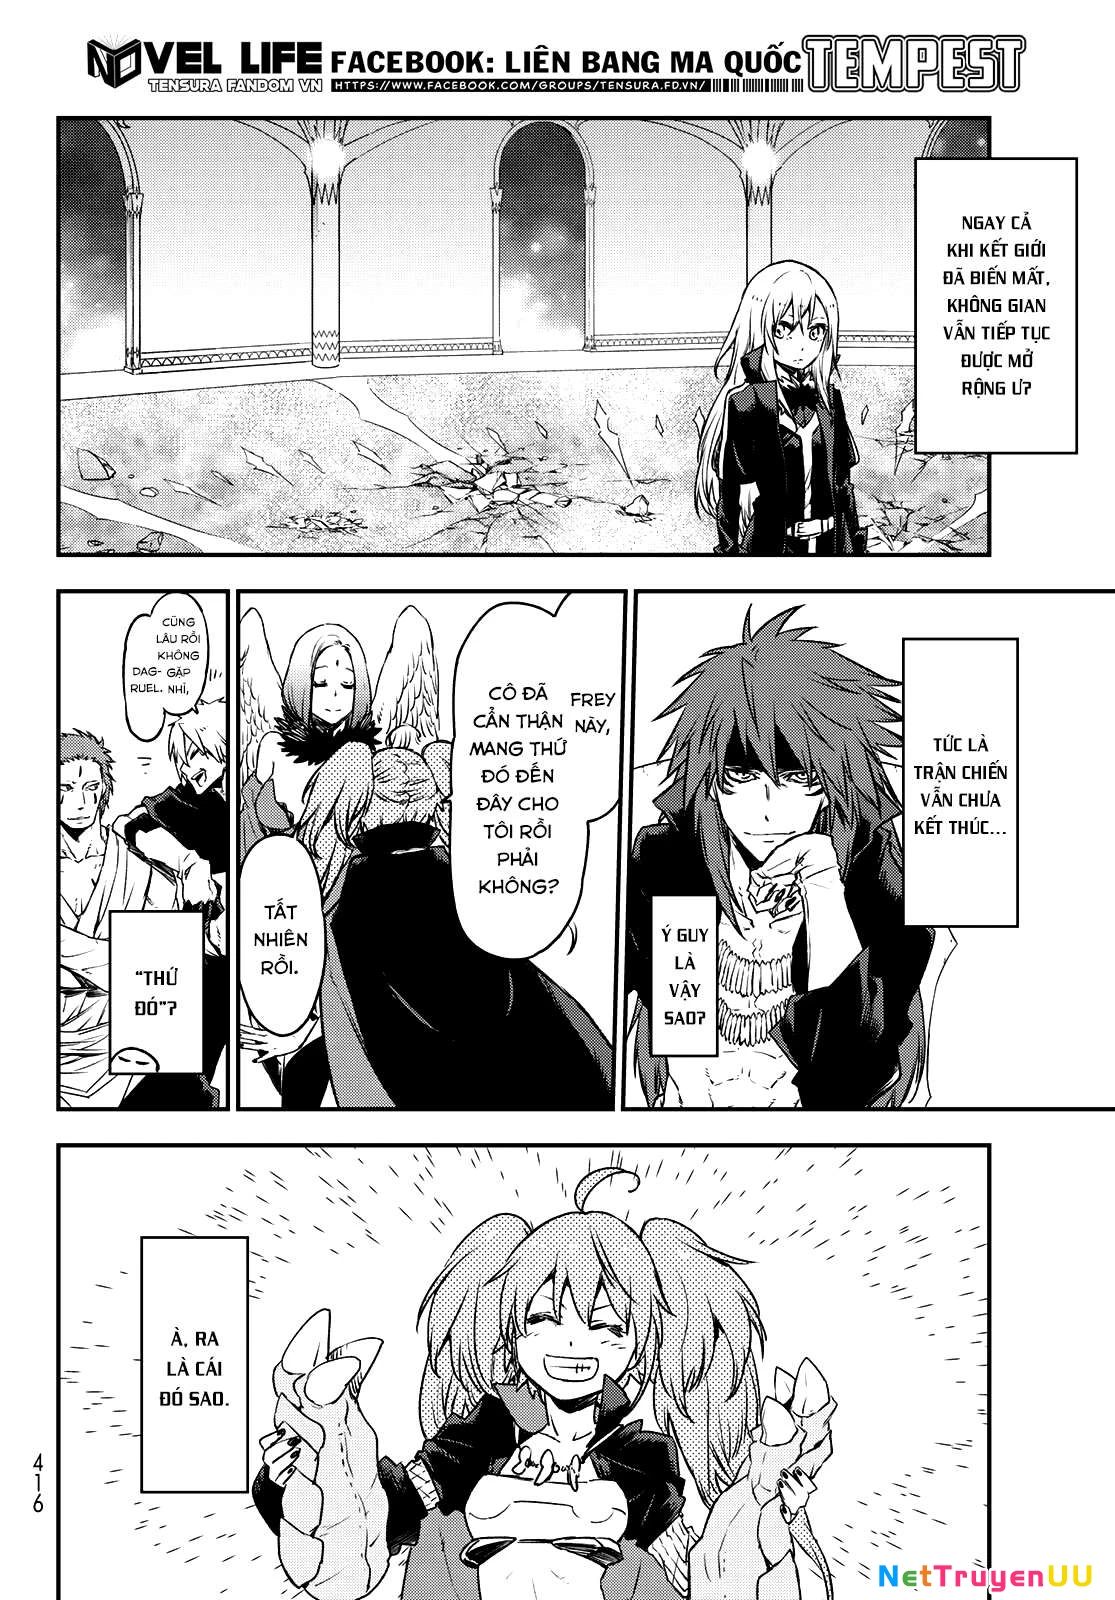 NOVEL LIFE
TENSURA FANDOM VN
FACEBOOK: LIÊN BANG MA QUỐC
HTTPS://WWW.FACEBOOK.COM/GROUPS/TENSURA.FD.VN/
TEMPEST
NGAY CẢ
KHI KẾT GIỚI
ĐÃ BIẾN MẤT,
KHÔNG GIAN
VẪN TIẾP TỤC
ĐƯỢC MỞ
RỘNG Ư?
TỨC LÀ
TRẬN CHIẾN
VẪN CHƯA
KẾT THÚC...
Ý GUY
LÀ
VẬY
SAO?
FREY
NÀY,
CÔ ĐÃ
CẨN THẬN
MANG THỨ
ĐÓ ĐẾN
ĐÂY CHO
TÔI RỒI
PHẢI
KHÔNG?
TẤT
NHIÊN
RỒI.
CŨNG
LÂU RỒI
KHÔNG
GẶP
NHỈ,
DAG-
RUEL.
"THỨ
ĐÓ"?
À, RA
LÀ CÁI
ĐÓ SAO.
416
NetTruyenUU